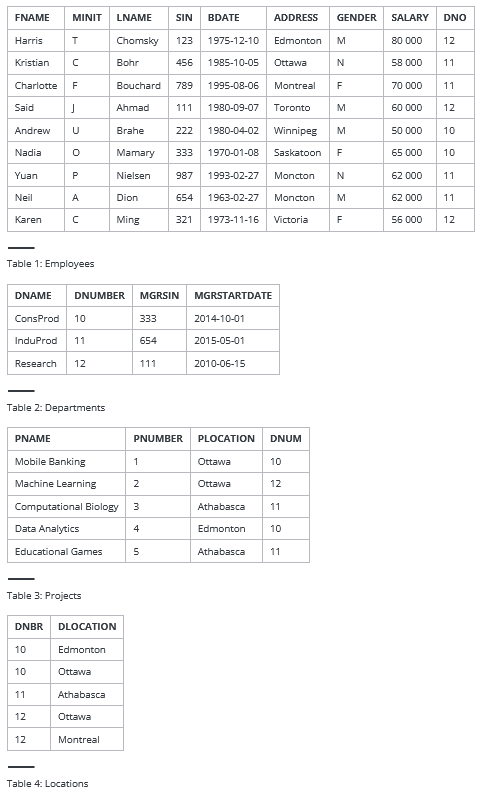 FNAME MINIT LNAME SIN BDATE ADDRESS GENDER SALARY DNO
Harris T Chomsky 123 1975-12-10 Edmonton M 80 000 12
Kristian C Bohr 456 1985-10-05 Ottawa N 58 000 11
Charlotte F Bouchard 789 1995-08-06 Montreal F 70 000 11
Said J Ahmad 111 1980-09-07 Toronto M 60 000 12
Andrew U Brahe 222 1980-04-02 Winnipeg M 50 000 10
Nadia O Mamary 333 1970-01-08 Saskatoon F 65 000 10
Yuan P Nielsen 987 1993-02-27 Moncton N 62 000 11
Neil A Dion 654 1963-02-27 Moncton M 62 000 11
Karen C Ming 321 1973-11-16 Victoria F 56 000 12
Table 1: Employees
DNAME DNUMBER MGRSIN MGRSTARTDATE
ConsProd 10 333 2014-10-01
InduProd 11 654 2015-05-01
Research 12 111 2010-06-15
Table 2: Departments
PNAME PNUMBER PLOCATION DNUM
Mobile Banking 1 Ottawa 10
Machine Learning 2 Ottawa 12
Computational Biology 3 Athabasca 11
Data Analytics 4 Edmonton 10
Educational Games 5 Athabasca 11
Table 3: Projects
DNBR DLOCATION
10 Edmonton
10 Ottawa
11 Athabasca
12 Ottawa
12 Montreal
Table 4: Locations